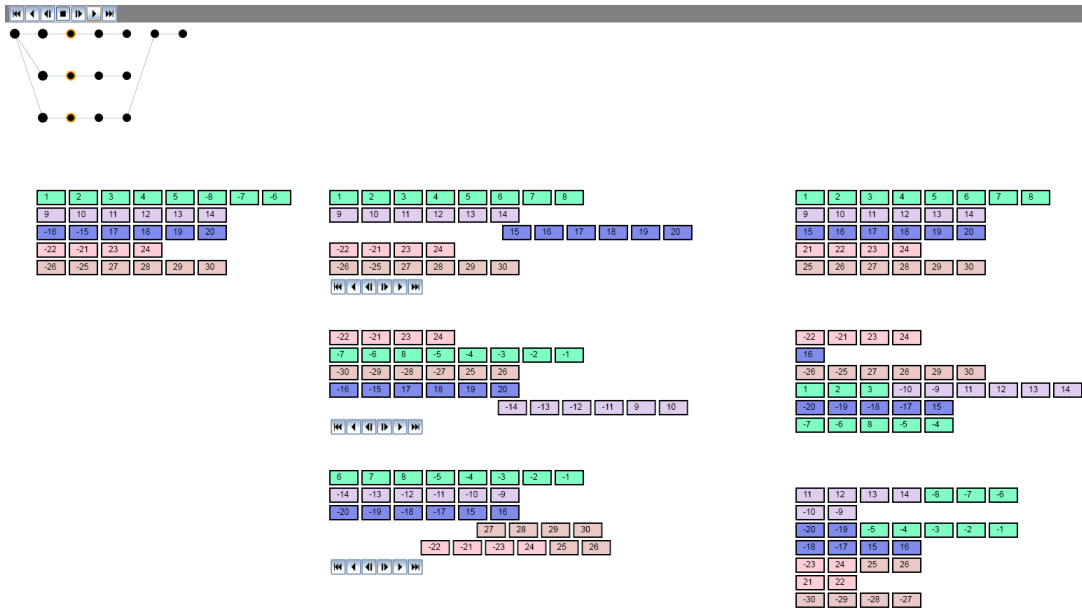 1 2 3 4 5 -8 -7 -6
9 10 11 12 13 14
-16 -15 17 18 19 20
-22 -21 23 24
-26 -25 27 28 29 30
1 2 3 4 5 6 7 8
9 10 11 12 13 14
15 16 17 18 19 20
-22 -21 23 24
-26 -25 27 28 29 30
-22 -21 23 24
-7 -6 8 -5 -4 -3 -2 -1
-30 -29 -28 -27 25 26
-16 -15 17 18 19 20
-14 -13 -12 -11 9 10
6 7 8 -5 -4 -3 -2 -1
-14 -13 -12 -11 -10 -9
-20 -19 -18 -17 15 16
27 28 29 30
-22 -21 -23 24 25 26
1 2 3 4 5 6 7 8
9 10 11 12 13 14
15 16 17 18 19 20
21 22 23 24
25 26 27 28 29 30
-22 -21 23 24
16
-26 -25 27 28 29 30
1 2 3 -10 -9 11 12 13 14
-20 -19 -18 -17 15
-7 -6 8 -5 -4
11 12 13 14 -8 -7 -6
-10 -9
-20 -19 -5 -4 -3 -2 -1
-18 -17 15 16
-23 24 25 26
21 22
-30 -29 -28 -27